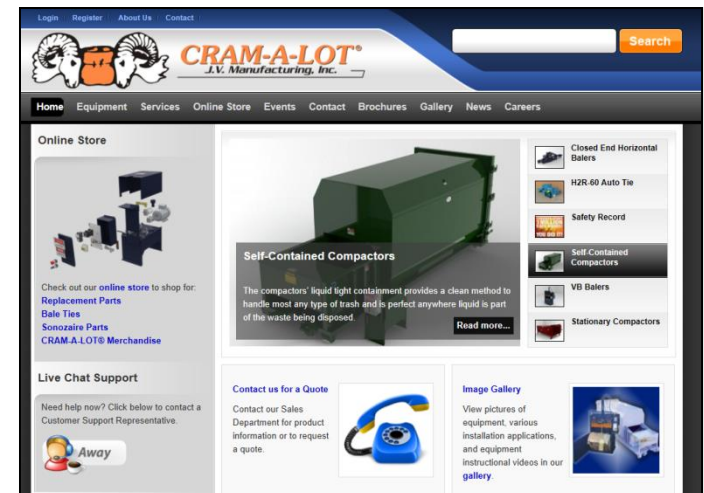 Login Register About Us Contact
CRAM-A-LOT®
J.V. Manufacturing, Inc.
Search
Home Equipment Services Online Store Events Contact Brochures Gallery News Careers
Online Store
Check out our online store to shop for:
Replacement Parts
Bale Ties
Sonozaire Parts
CRAM-A-LOT® Merchandise
Live Chat Support
Need help now? Click below to contact a
Customer Support Representative.
Away
Self-Contained Compactors
The compactors' liquid tight containment provides a clean method to
handle most any type of trash and is perfect anywhere liquid is part
of the waste being disposed.
Read more...
Closed End Horizontal
Balers
H2R-60 Auto Tie
Safety Record
Self-Contained
Compactors
VB Balers
Stationary Compactors
Contact us for a Quote
Contact our Sales
Department for product
information or to request
a quote.
Image Gallery
View pictures of
equipment, various
installation applications,
and equipment
instructional videos in our
gallery.